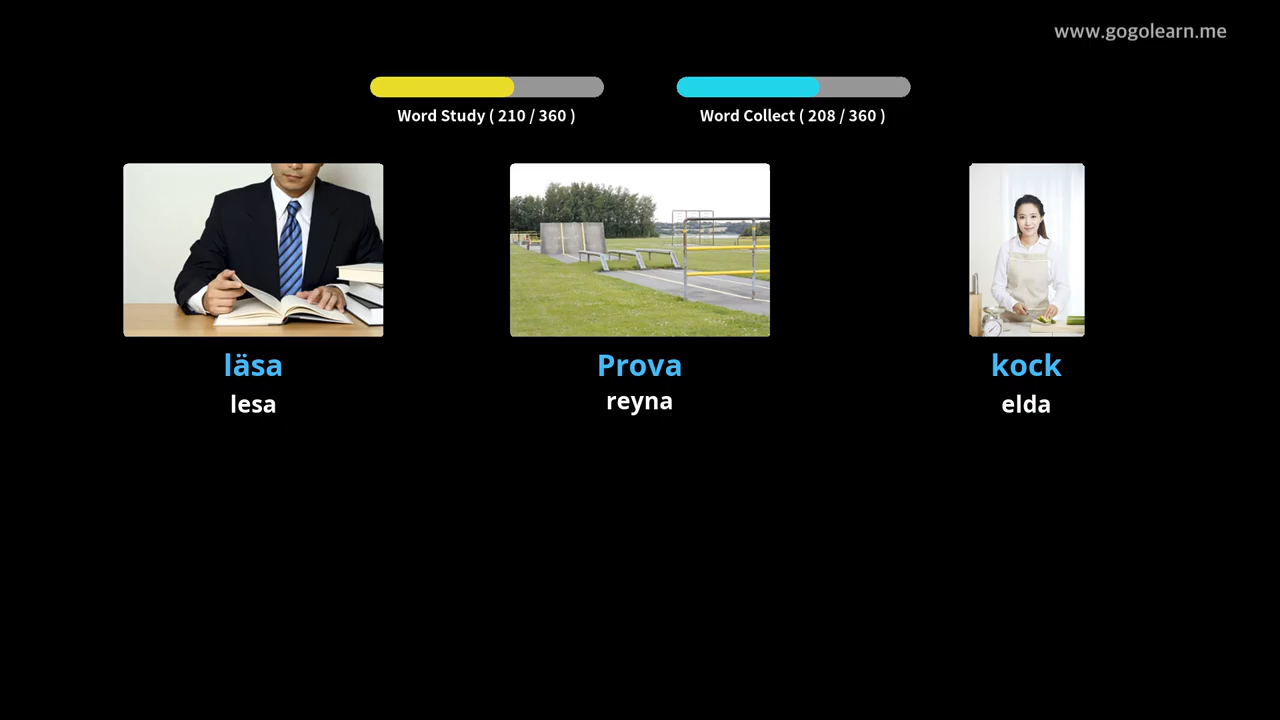 www.gogolearn.me
Word Study ( 210 / 360 )
Word Collect ( 208 / 360 )
läsa
Prova
kock
lesa
reyna
elda